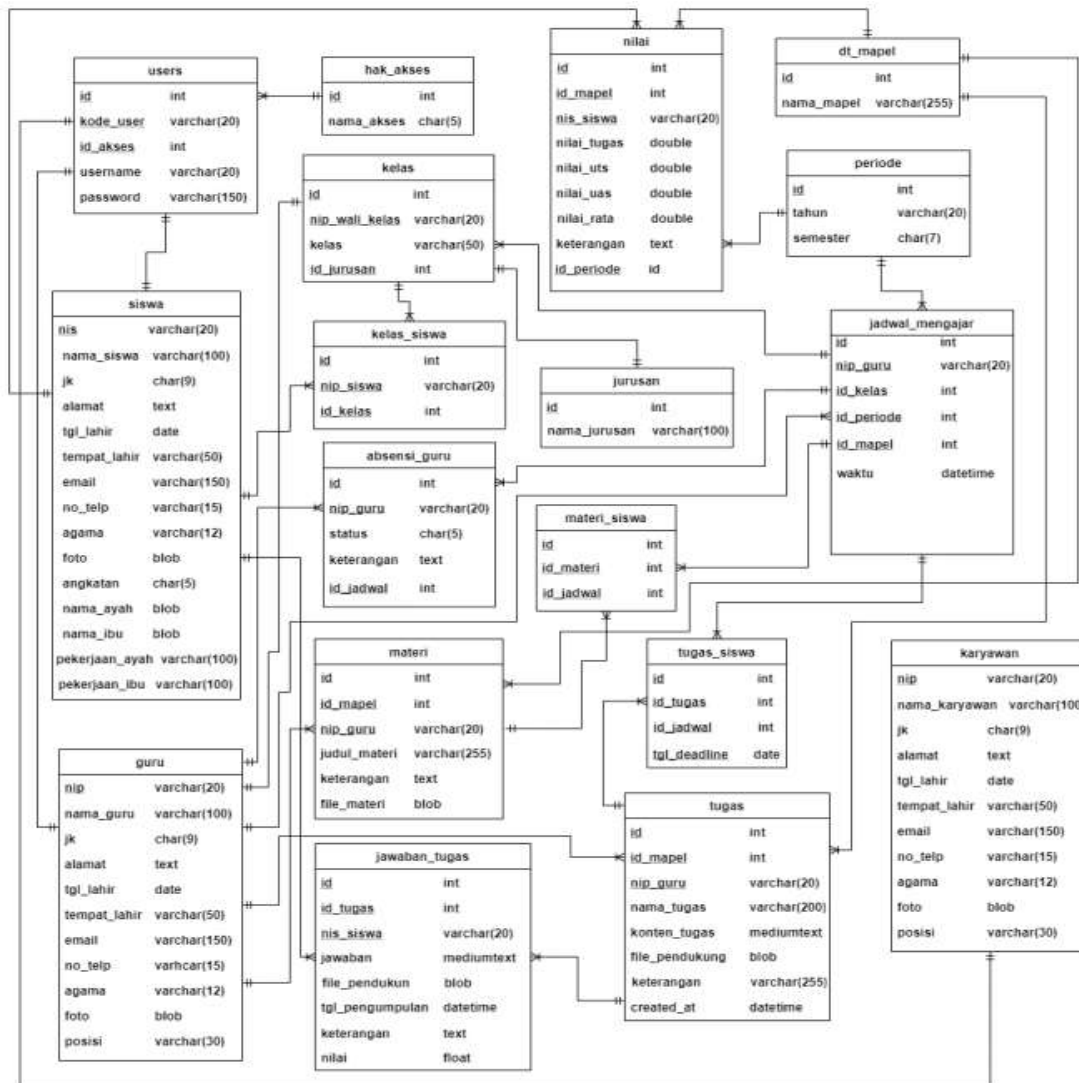 users
id int
kode_user varchar(20)
id_akses int
username varchar(20)
password varchar(150)
hak_akses
id int
nama_akses char(5)
nilai
id int
id_mapel int
nis_siswa varchar(20)
nilai_tugas double
nilai_uts double
nilai_uas double
nilai_rata double
keterangan text
id_periode id
dt_mapel
id int
nama_mapel varchar(255)
kelas
id int
nip_wali_kelas varchar(20)
kelas varchar(50)
id_jurusan int
periode
id int
tahun varchar(20)
semester char(7)
siswa
nis varchar(20)
nama_siswa varchar(100)
jk char(9)
alamat text
tgl_lahir date
tempat_lahir varchar(50)
email varchar(150)
no_telp varchar(15)
agama varchar(12)
foto blob
angkatan char(5)
nama_ayah blob
nama_ibu blob
pekerjaan_ayah varchar(100)
pekerjaan_ibu varchar(100)
kelas_siswa
id int
nip_siswa varchar(20)
id_kelas int
jurusan
id int
nama_jurusan varchar(100)
jadwal_mengajar
id int
nip_guru varchar(20)
id_kelas int
id_periode int
id_mapel int
waktu datetime
absensi_guru
id int
nip_guru varchar(20)
status char(5)
keterangan text
id_jadwal int
materi_siswa
id int
id_materi int
id_jadwal int
materi
id int
id_mapel int
nip_guru varchar(20)
judul_materi varchar(255)
keterangan text
file_materi blob
tugas_siswa
id int
id_tugas int
id_jadwal int
tgl_deadline date
karyawan
nip varchar(20)
nama_karyawan varchar(100
jk char(9)
alamat text
tgl_lahir date
tempat_lahir varchar(50)
email varchar(150)
no_telp varchar(15)
agama varchar(12)
foto blob
posisi varchar(30)
guru
nip varchar(20)
nama_guru varchar(100)
jk char(9)
alamat text
tgl_lahir date
tempat_lahir varchar(50)
email varchar(150)
no_telp varhcar(15)
agama varchar(12)
foto blob
posisi varchar(30)
jawaban_tugas
id int
id_tugas int
nis_siswa varchar(20)
jawaban mediumtext
file_pendukun blob
tgl_pengumpulan datetime
keterangan text
nilai float
tugas
id int
id_mapel int
nip_guru varchar(20)
nama_tugas varchar(200)
konten_tugas mediumtext
file_pendukung blob
keterangan varchar(255)
created_at datetime